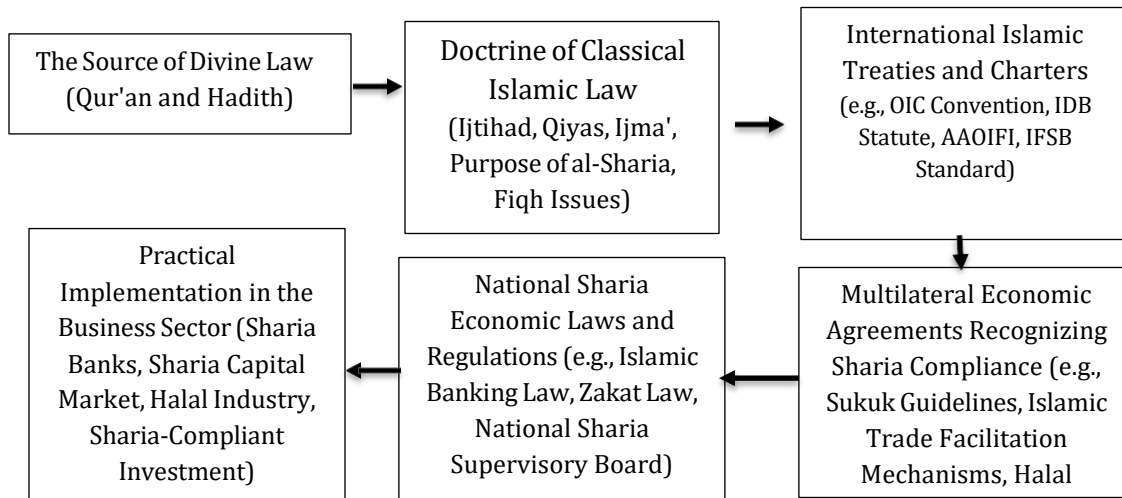 The Source of Divine Law
(Qur'an and Hadith)
Doctrine of Classical
Islamic Law
(Ijtihad, Qiyas, Ijma',
Purpose of al-Sharia,
Fiqh Issues)
International Islamic
Treaties and Charters
(e.g., OIC Convention, IDB
Statute, AAOIFI, IFSB
Standard)
Multilateral Economic
Agreements Recognizing
Sharia Compliance (e.g.,
Sukuk Guidelines, Islamic
Trade Facilitation
Mechanisms, Halal
National Sharia
Economic Laws and
Regulations (e.g., Islamic
Banking Law, Zakat Law,
National Sharia
Supervisory Board)
Practical
Implementation in the
Business Sector (Sharia
Banks, Sharia Capital
Market, Halal Industry,
Sharia-Compliant
Investment)